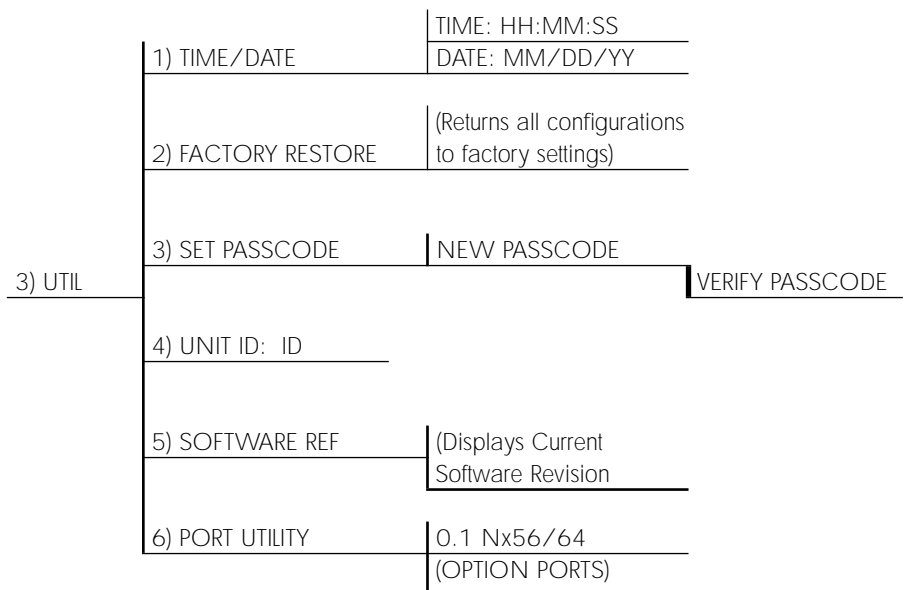 TIME: HH:MM:SS
1) TIME/DATE
DATE: MM/DD/YY
(Returns all configurations
2) FACTORY RESTORE
to factory settings)
3) SET PASSCODE
NEW PASSCODE
3) UTIL
VERIFY PASSCODE
4) UNIT ID: ID
5) SOFTWARE REF
(Displays Current
Software Revision
6) PORT UTILITY
0.1 Nx56/64
(OPTION PORTS)